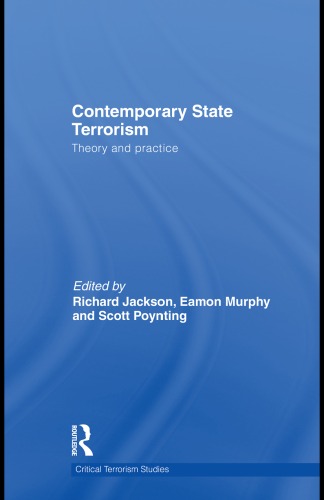 Contemporary State
Terrorism
Theory and practice
Edited by
Richard Jackson, Eamon Murphy
and Scott Poynting
ROUTLEDGE
Critical Terrorism Studies